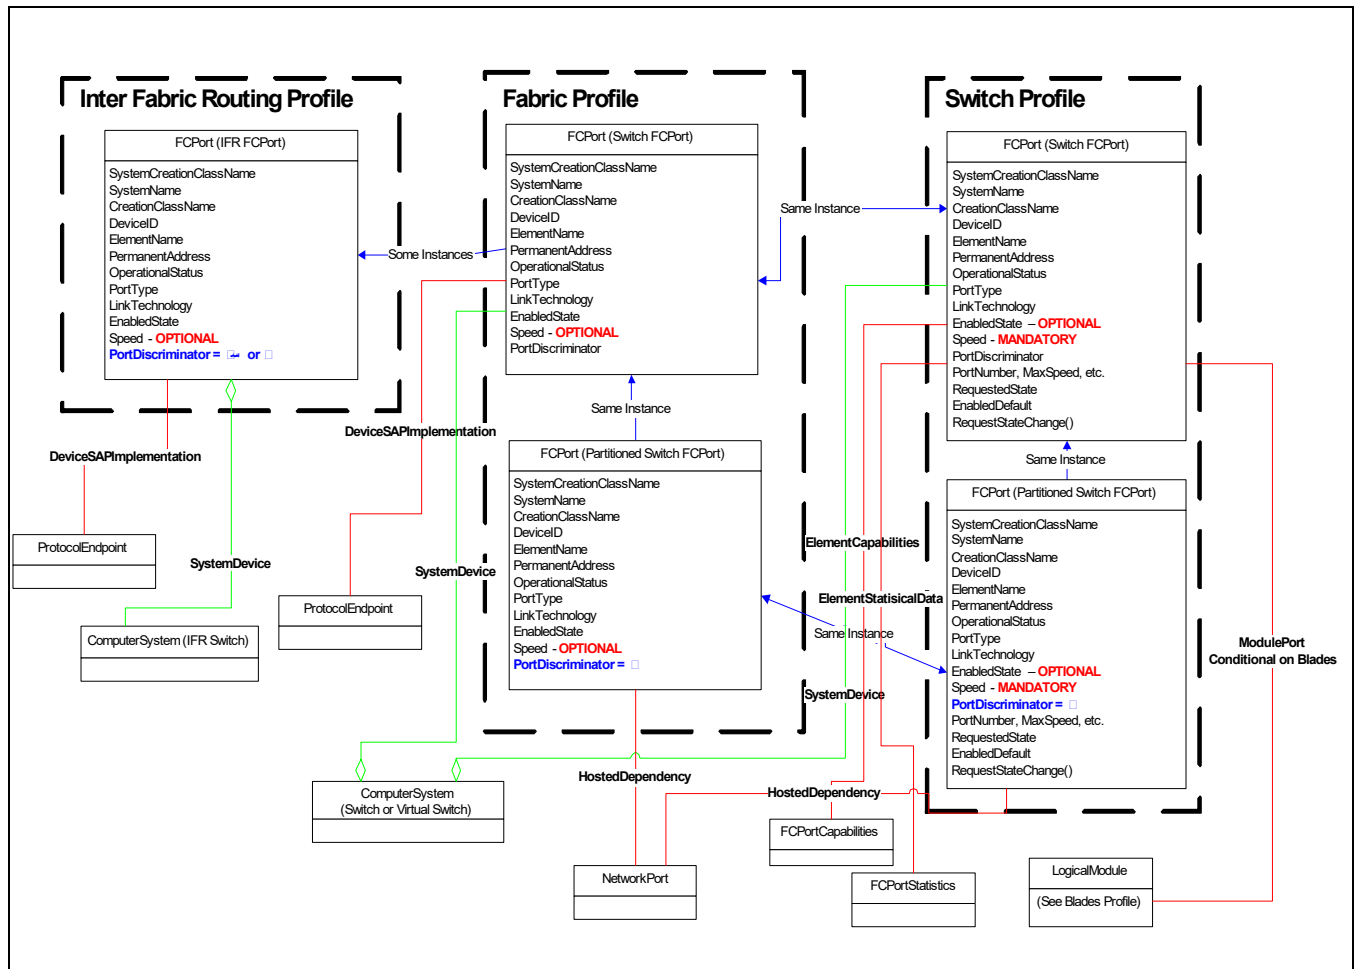 Inter Fabric Routing Profile
FCPort (IFR FCPort)
SystemCreationClassName
SystemName
CreationClassName
DeviceID
ElementName
PermanentAddress
OperationalStatus
PortType
LinkTechnology
EnabledState
Speed - OPTIONAL
PortDiscriminator = or
DeviceSAPImplementation
ProtocolEndpoint
SystemDevice
ComputerSystem (IFR Switch)
Some Instances
Fabric Profile
FCPort (Switch FCPort)
SystemCreationClassName
SystemName
CreationClassName
DeviceID
ElementName
PermanentAddress
OperationalStatus
PortType
LinkTechnology
EnabledState
Speed - OPTIONAL
PortDiscriminator
Same Instance
DeviceSAPImplementation
FCPort (Partitioned Switch FCPort)
SystemCreationClassName
SystemName
CreationClassName
DeviceID
ElementName
PermanentAddress
OperationalStatus
PortType
LinkTechnology
EnabledState
Speed - OPTIONAL
PortDiscriminator =
SystemDevice
ProtocolEndpoint
HostedDependency
ComputerSystem
(Switch or Virtual Switch)
NetworkPort
Same Instance
Switch Profile
FCPort (Switch FCPort)
SystemCreationClassName
SystemName
CreationClassName
DeviceID
ElementName
PermanentAddress
OperationalStatus
PortType
LinkTechnology
EnabledState – OPTIONAL
Speed - MANDATORY
PortDiscriminator
PortNumber, MaxSpeed, etc.
RequestedState
EnabledDefault
RequestStateChange()
Same Instance
FCPort (Partitioned Switch FCPort)
SystemCreationClassName
SystemName
CreationClassName
DeviceID
ElementName
PermanentAddress
OperationalStatus
PortType
LinkTechnology
EnabledState – OPTIONAL
Speed - MANDATORY
PortDiscriminator =
PortNumber, MaxSpeed, etc.
RequestedState
EnabledDefault
RequestStateChange()
ElementCapabilities
ElementStatisicalData
Same Instance
SystemDevice
ModulePort
Conditional on Blades
HostedDependency
FCPortCapabilities
FCPortStatistics
LogicalModule
(See Blades Profile)